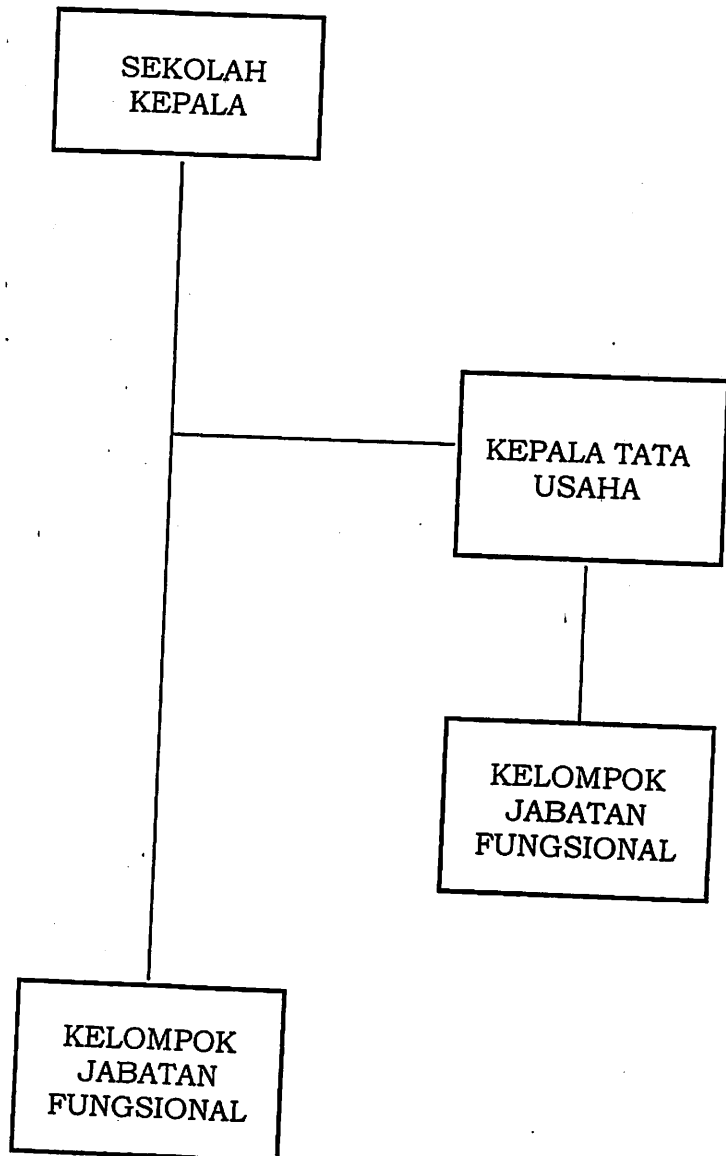 SEKOLAH
KEPALA
KEPALA TATA
USAHA
KELOMPOK
JABATAN
FUNGSIONAL
KELOMPOK
JABATAN
FUNGSIONAL